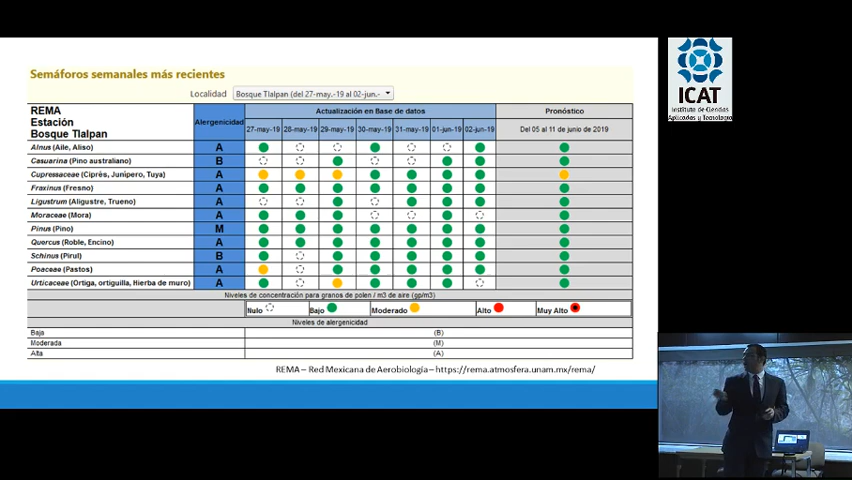 Semáforos semanales más recientes
Localidad Bosque Tlalpan (del 27-may.-19 al 02-jun.-
REMA
Estación
Bosque Tlalpan
Alergenicidad
Actualización en Base de datos
Pronóstico
27-may-19 28-may-19 29-may-19 30-may-19 31-may-19 01-jun-19 02-jun-19 Del 05 al 11 de junio de 2019
Alnus (Aile, Aliso) A
Casuarina (Pino australiano) B
Cupressaceae (Ciprés, Junípero, Tuya) A
Fraxinus (Fresno) A
Ligustrum (Aligustre, Trueno) A
Moraceae (Mora) A
Pinus (Pino) M
Quercus (Roble, Encino) A
Schinus (Pirul) B
Poaceae (Pastos) A
Urticaceae (Ortiga, ortiguilla, Hierba de muro) A
Niveles de concentración para granos de polen / m3 de aire (gp/m3)
Nulo Bajo Moderado Alto Muy Alto
Niveles de alergenicidad
Baja (B)
Moderada (M)
Alta (A)
REMA – Red Mexicana de Aerobiología – https://rema.atmosfera.unam.mx/rema/
ICAT
Instituto de Ciencias
Aplicadas y Tecnología